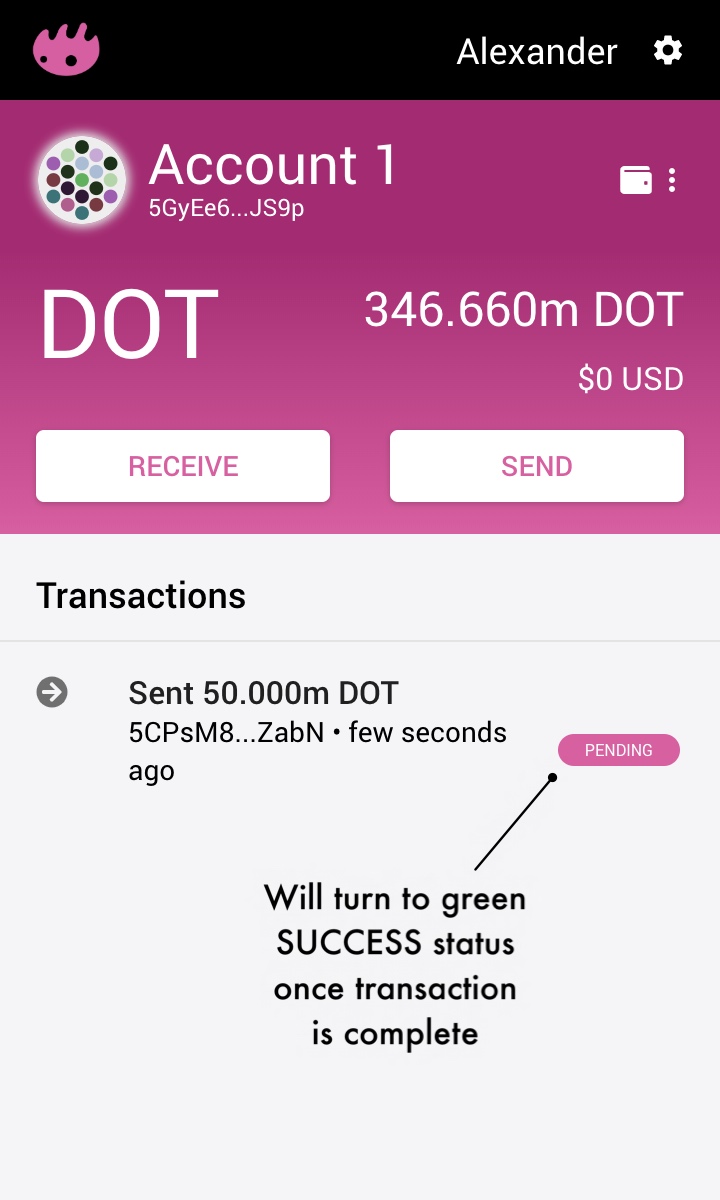 Alexander
Account 1
5GyEe6...JS9p
DOT
346.660m DOT
$0 USD
RECEIVE
SEND
Transactions
Sent 50.000m DOT
5CPsM8...ZabN • few seconds
ago
PENDING
Will turn to green
SUCCESS status
once transaction
is complete